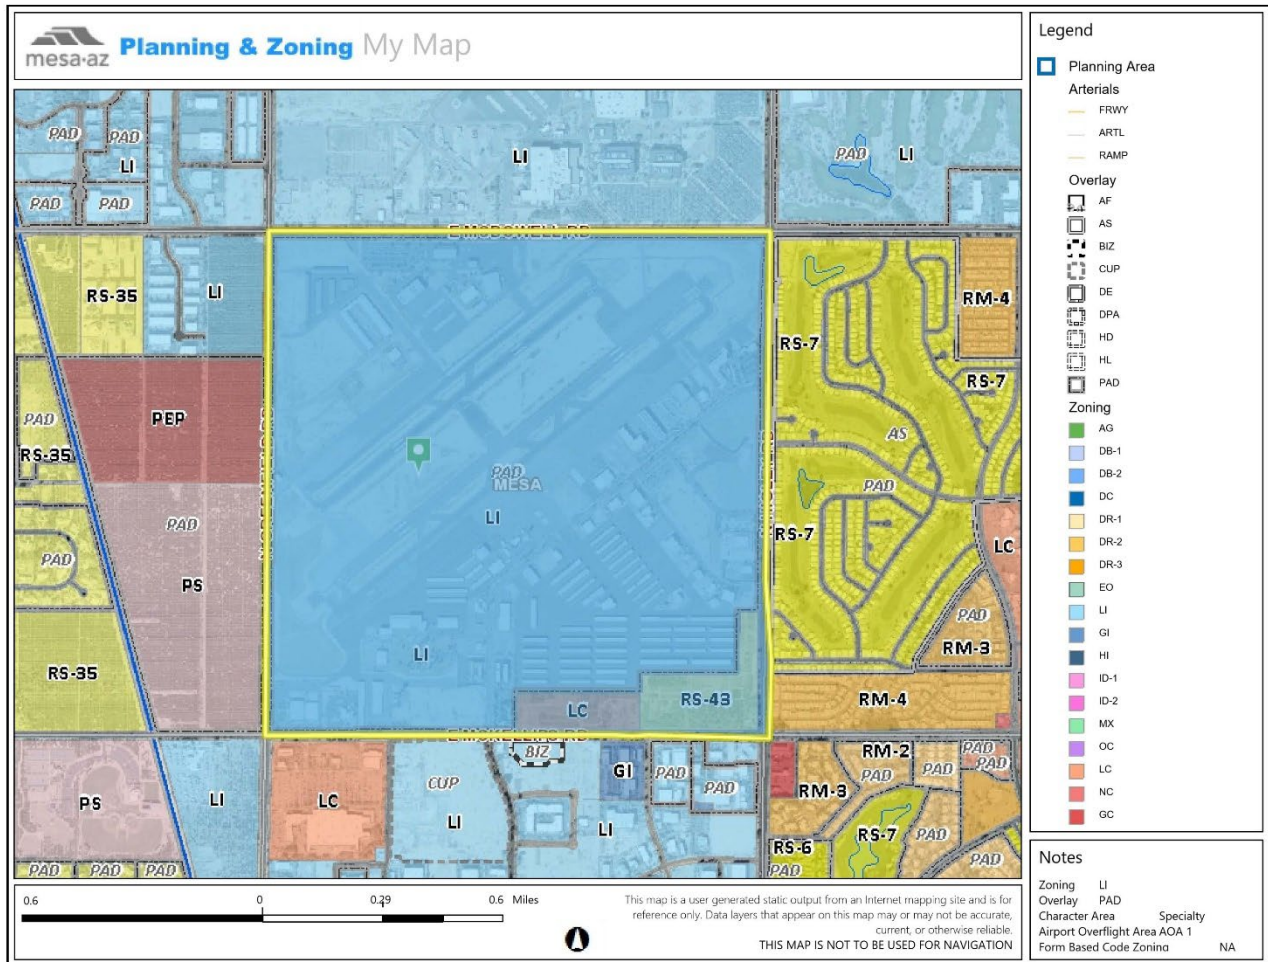 mesa·az Planning & Zoning My Map
PAD
PAD
LI
PAD
PAD
LI
PAD
LI
E MCDOWELL RD
RS-35
LI
RS-7
RM-4
RS-7
PEP
PAD
RS-35
AS
PAD
MESA
LI
PAD
PAD
RS-7
LC
PAD
PS
PAD
RM-3
LI
RS-35
RS-43
RM-4
LC
E MCKELLIPS RD
BIZ
GI
PAD
PAD
RM-2
PAD
PAD
PAD
PAD
CUP
PS
LI
LC
LI
LI
RM-3
RS-7
PAD
RS-6
PAD
PAD
PAD
PAD
PAD
0.6
0
0.29
0.6 Miles
This map is a user generated static output from an Internet mapping site and is for
reference only. Data layers that appear on this map may or may not be accurate,
current, or otherwise reliable.
THIS MAP IS NOT TO BE USED FOR NAVIGATION
Legend
Planning Area
Arterials
FRWY
ARTL
RAMP
Overlay
AF
AS
BIZ
CUP
DE
DPA
HD
HL
PAD
Zoning
AG
DB-1
DB-2
DC
DR-1
DR-2
DR-3
EO
LI
GI
HI
ID-1
ID-2
MX
OC
LC
NC
GC
Notes
Zoning LI
Overlay PAD
Character Area Specialty
Airport Overflight Area AOA 1
Form Based Code Zoning NA